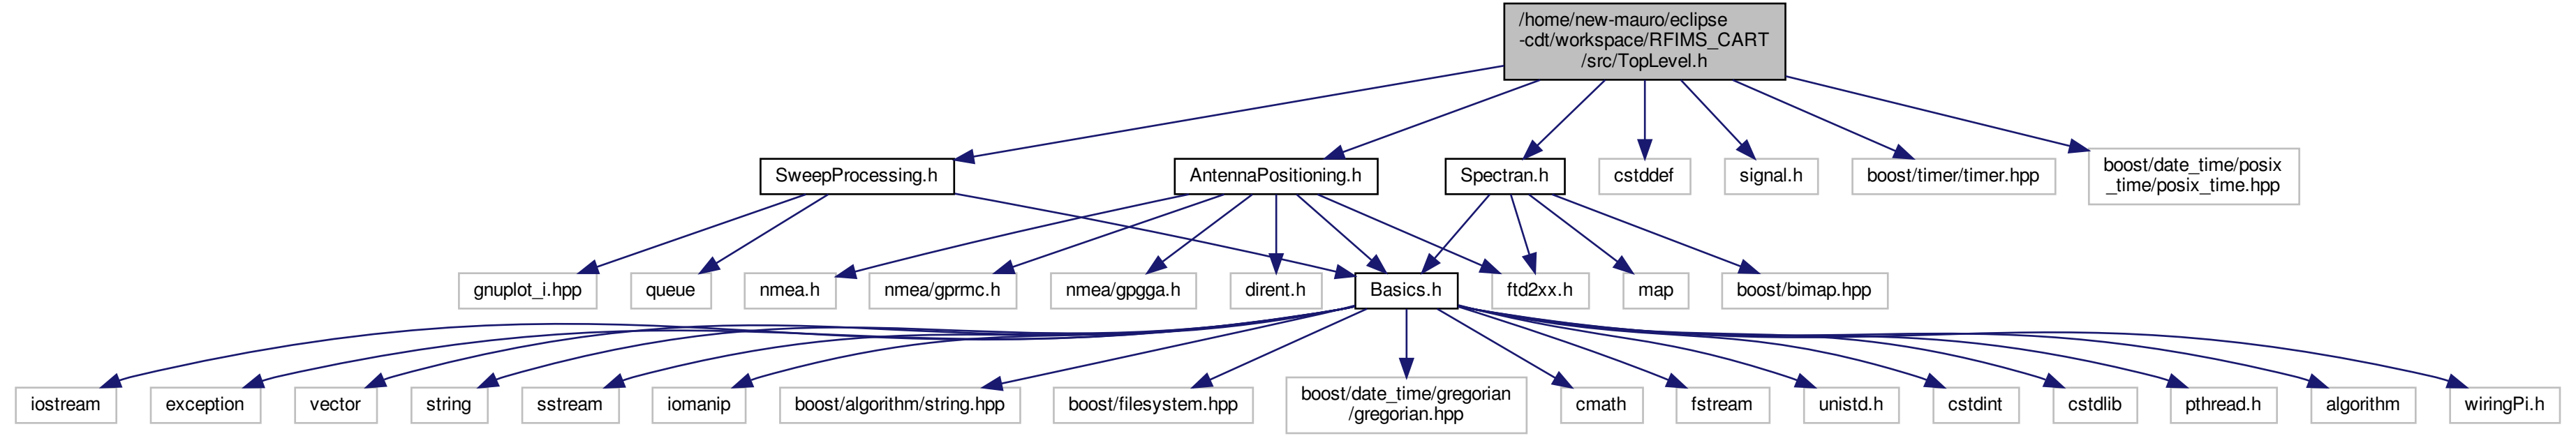 /home/new-mauro/eclipse
-cdt/workspace/RFIMS_CART
/src/TopLevel.h
SweepProcessing.h
AntennaPositioning.h
Spectran.h
cstddef
signal.h
boost/timer/timer.hpp
boost/date_time/posix
_time/posix_time.hpp
gnuplot_i.hpp
queue
nmea.h
nmea/gprmc.h
nmea/gpgga.h
dirent.h
Basics.h
ftd2xx.h
map
boost/bimap.hpp
iostream
exception
vector
string
sstream
iomanip
boost/algorithm/string.hpp
boost/filesystem.hpp
boost/date_time/gregorian
/gregorian.hpp
cmath
fstream
unistd.h
cstdint
cstdlib
pthread.h
algorithm
wiringPi.h